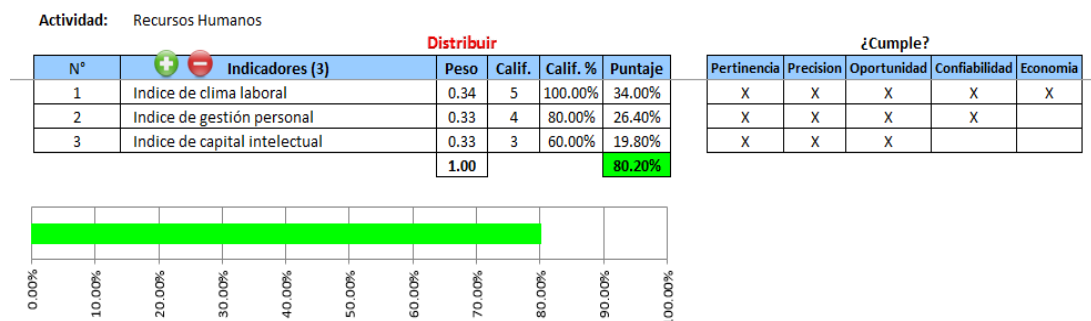 Actividad: Recursos Humanos
Distribuir ¿Cumple?
N° Indicadores (3) Peso Calif. Calif. % Puntaje Pertinencia Precision Oportunidad Confiabilidad Economia
1 Indice de clima laboral 0.34 5 100.00% 34.00% X X X X X
2 Indice de gestión personal 0.33 4 80.00% 26.40% X X X X
3 Indice de capital intelectual 0.33 3 60.00% 19.80% X X X
1.00 80.20%
0.00% 10.00% 20.00% 30.00% 40.00% 50.00% 60.00% 70.00% 80.00% 90.00% 100.00%